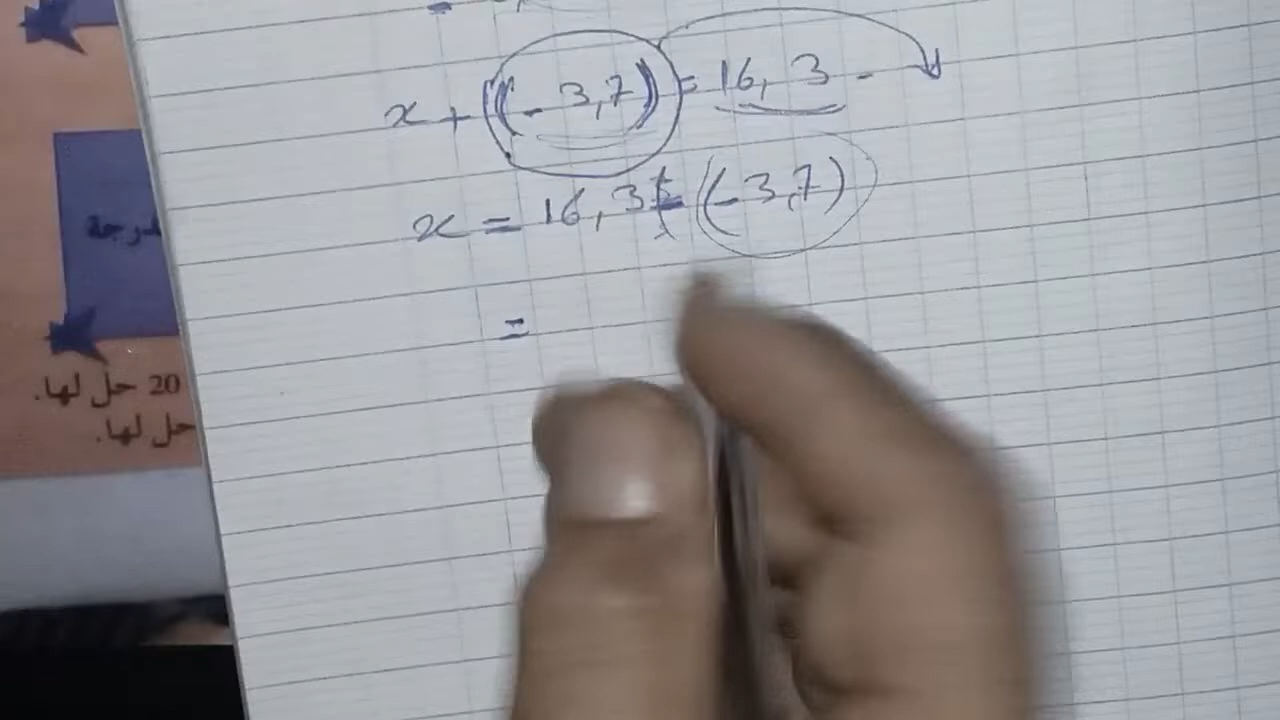 x + (-3,7) = 16,3 -
x = 16,3 - (-3,7)
=
درجة
20 حل لها.
حل لها.